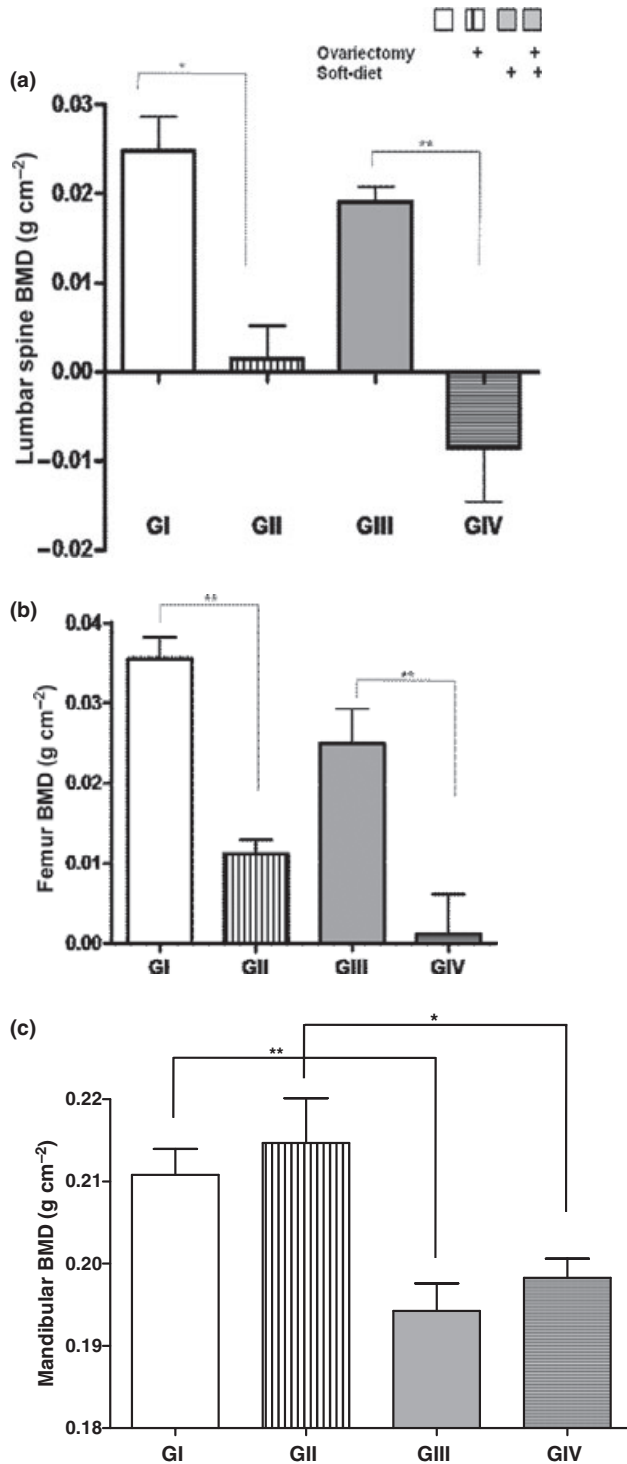 Ovariectomy + +
Soft-diet + +
(a)
*
**
0.03
0.02
0.01
0.00
−0.01
−0.02
Lumbar spine BMD (g cm−2)
GI GII GIII GIV
(b)
**
**
0.04
0.03
0.02
0.01
0.00
Femur BMD (g cm−2)
GI GII GIII GIV
(c)
*
**
0.22
0.21
0.20
0.19
0.18
Mandibular BMD (g cm−2)
GI GII GIII GIV